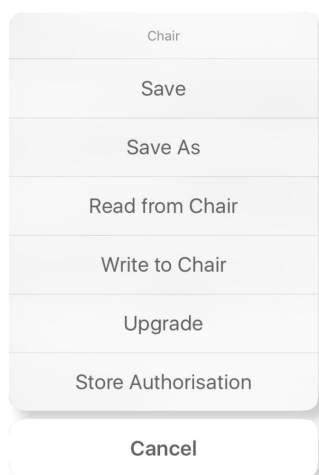 Chair
Save
Save As
Read from Chair
Write to Chair
Upgrade
Store Authorisation
Cancel